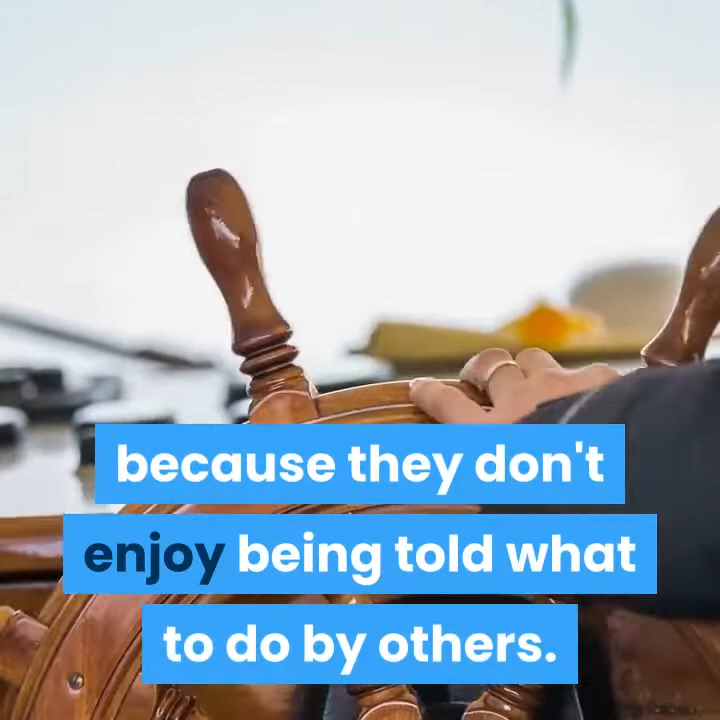 because they don't
enjoy being told what
to do by others.